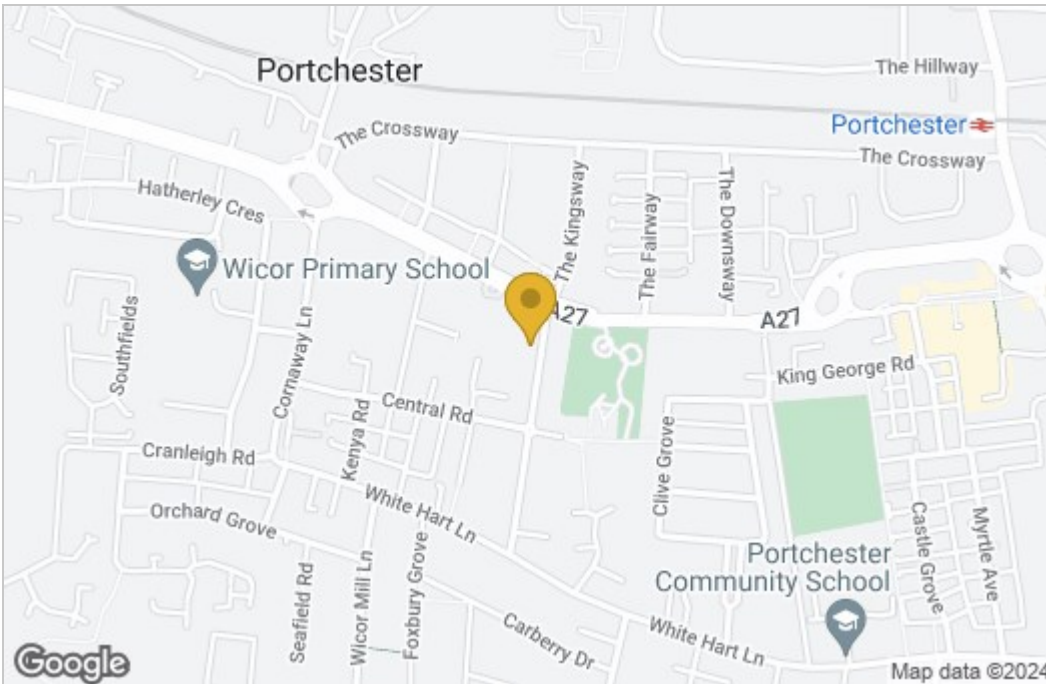 Portchester
The Hillway
Portchester
The Crossway
The Crossway
Hatherley Cres
The Kingsway
The Fairway
The Downsway
Wicor Primary School
Southfields
Cornaway Ln
A27
A27
King George Rd
Central Rd
Kenya Rd
Clive Grove
Cranleigh Rd
White Hart Ln
Orchard Grove
Castle Grove
Myrtle Ave
Portchester
Community School
Seafield Rd
Wicor Mill Ln
Foxbury Grove
Carberry Dr
White Hart Ln
Google
Map data ©2024